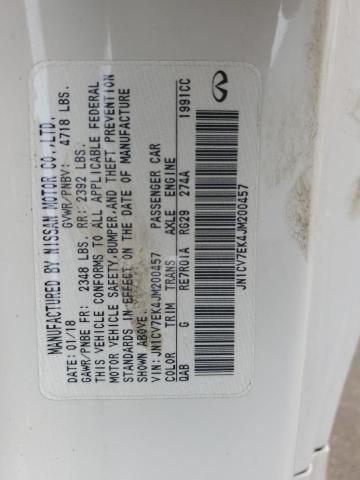 MANUFACTURED BY NISSAN MOTOR CO.,LTD.
DATE: 01/18 GVWR/PNBV: 4718 LBS.
GAWR/PNBE FR: 2348 LBS. RR: 2392 LBS.
THIS VEHICLE CONFORMS TO ALL APPLICABLE FEDERAL
MOTOR VEHICLE SAFETY,BUMPER,AND THEFT PREVENTION
STANDARDS IN EFFECT ON THE DATE OF MANUFACTURE
SHOWN ABOVE.
VIN: JN1CV7EK4JM200457 PASSENGER CAR
COLOR TRIM TRANS AXLE ENGINE
QAB G RE7R01A RG29 274A 1991CC
JN1CV7EK4JM200457